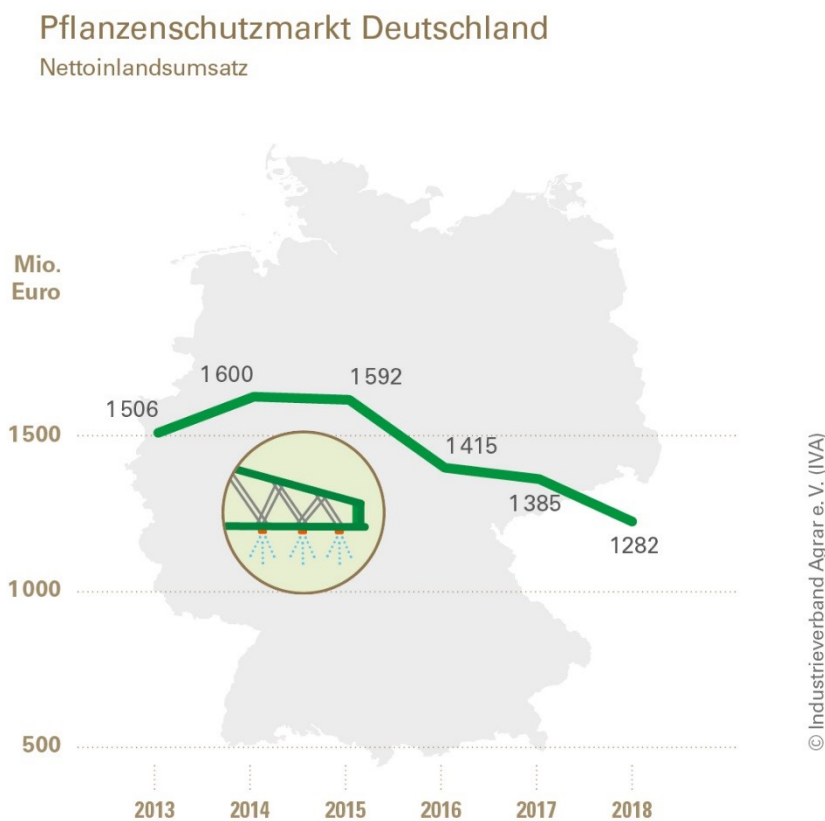 Pflanzenschutzmarkt Deutschland
Nettoinlandsumsatz
Mio.
Euro
1 600
1 592
1 506
1 415
1 385
1282
1500
1000
500
2013 2014 2015 2016 2017 2018
© Industrieverband Agrar e. V. (IVA)